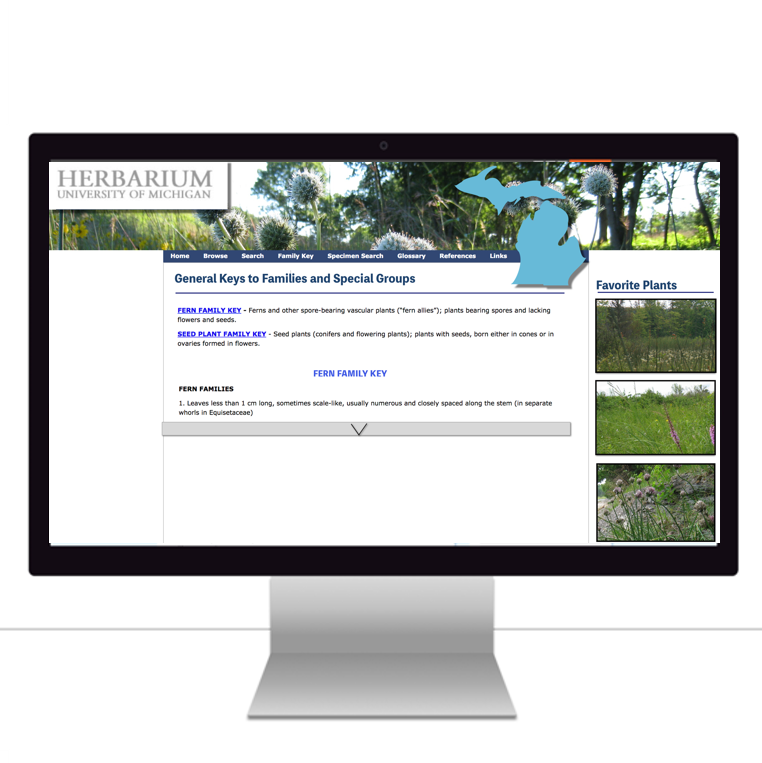 HERBARIUM
UNIVERSITY OF MICHIGAN
Home Browse Search Family Key Specimen Search Glossary References Links
General Keys to Families and Special Groups
Favorite Plants
FERN FAMILY KEY - Ferns and other spore-bearing vascular plants ("fern allies"); plants bearing spores and lacking
flowers and seeds.
SEED PLANT FAMILY KEY - Seed plants (conifers and flowering plants); plants with seeds, born either in cones or in
ovaries formed in flowers.
FERN FAMILY KEY
FERN FAMILIES
1. Leaves less than 1 cm long, sometimes scale-like, usually numerous and closely spaced along the stem (in separate
whorls in Equisetaceae)